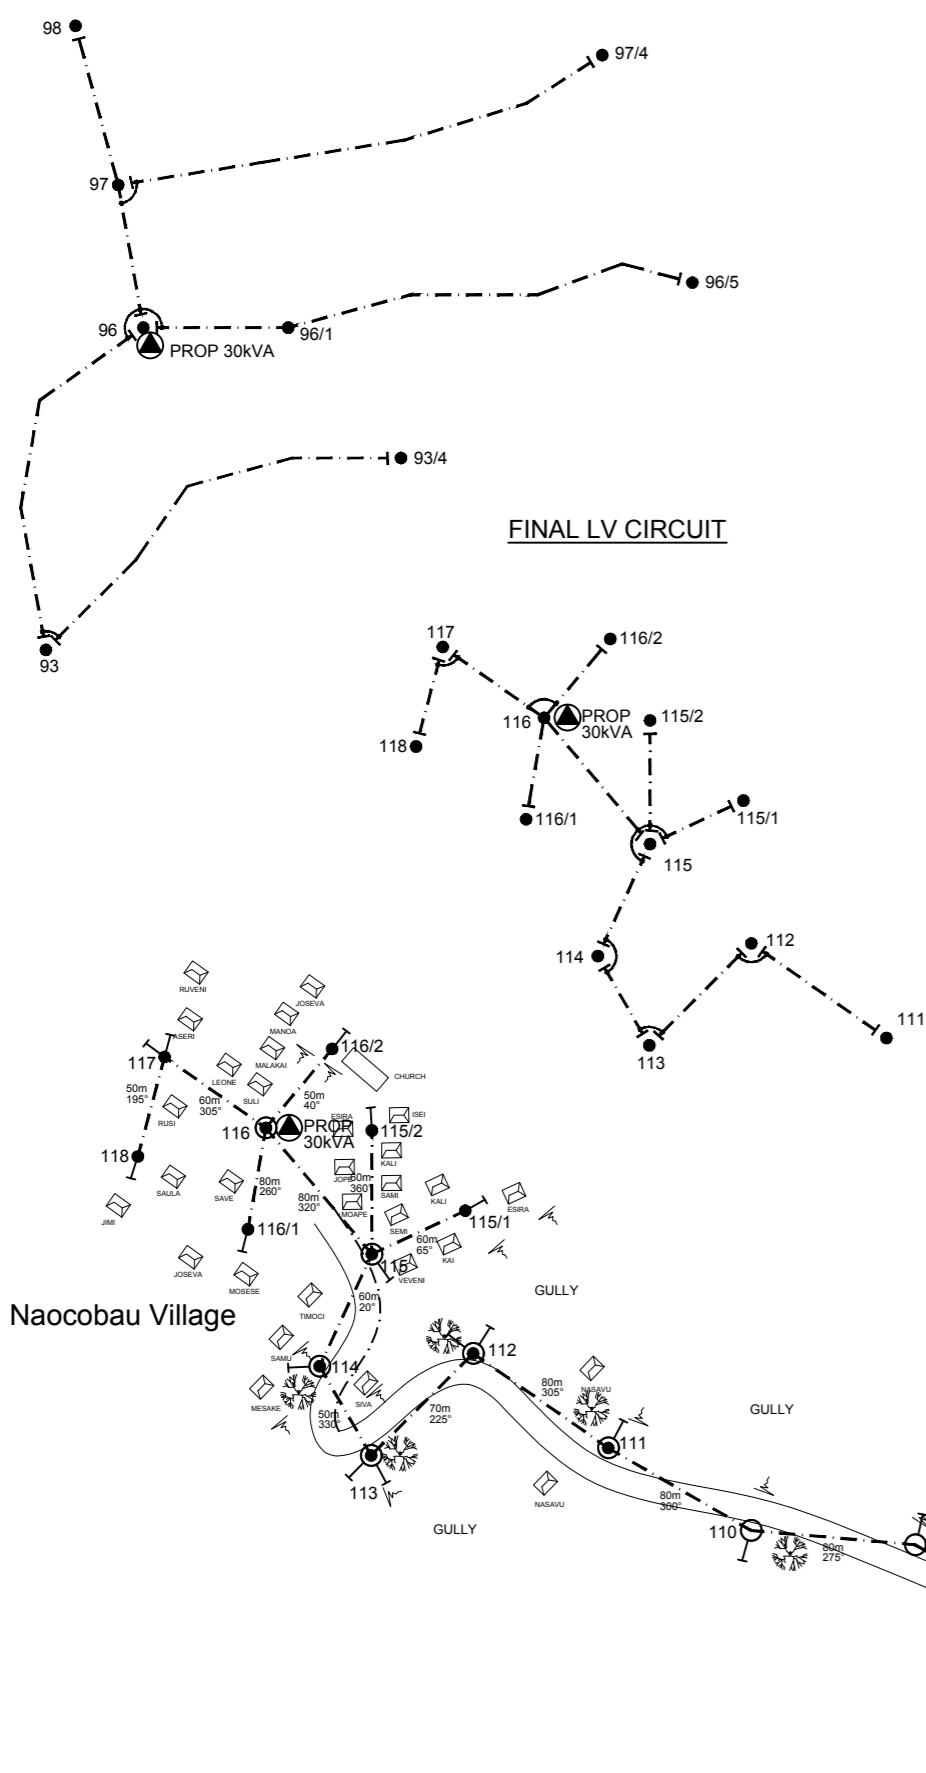 98
97/4
97
96/5
96
96/1
PROP 30kVA
93/4
FINAL LV CIRCUIT
93
117
116/2
116
PROP
30kVA
115/2
118
116/1
115/1
115
112
114
111
113
RUVENI
JOSEVA
ASERI
MANOA
117
MALAKAI
116/2
LEONE
CHURCH
50m
195°
60m
305°
SULI
50m
40°
RUSI
116
ESIRA
ISEI
PROP
30kVA
115/2
118
KALI
JOPE
80m
260°
60m
360°
SAULA
SAVE
80m
320°
SAMI
KALI
JIMI
MOAPE
ESIRA
116/1
SEMI
115/1
60m
65°
JOSEVA
115
KAI
MOSESE
VEVENI
GULLY
60m
20°
Naocobau Village
TIMOCI
112
SAMU
114
MESAKE
SIVA
80m
305°
NASAVU
50m
330°
70m
225°
GULLY
111
113
NASAVU
80m
300°
GULLY
110
80m
275°